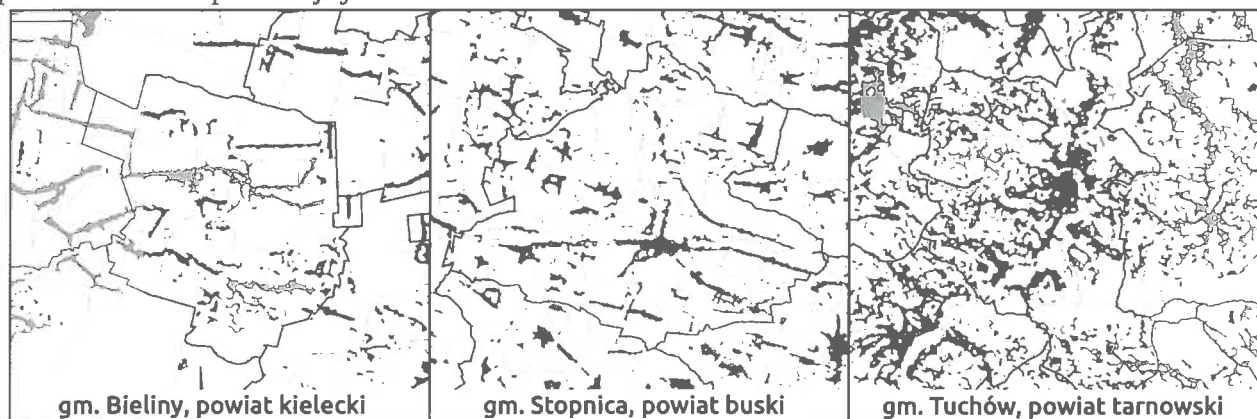 gm. Bieliny, powiat kielecki
gm. Stopnica, powiat buski
gm. Tuchów, powiat tarnowski